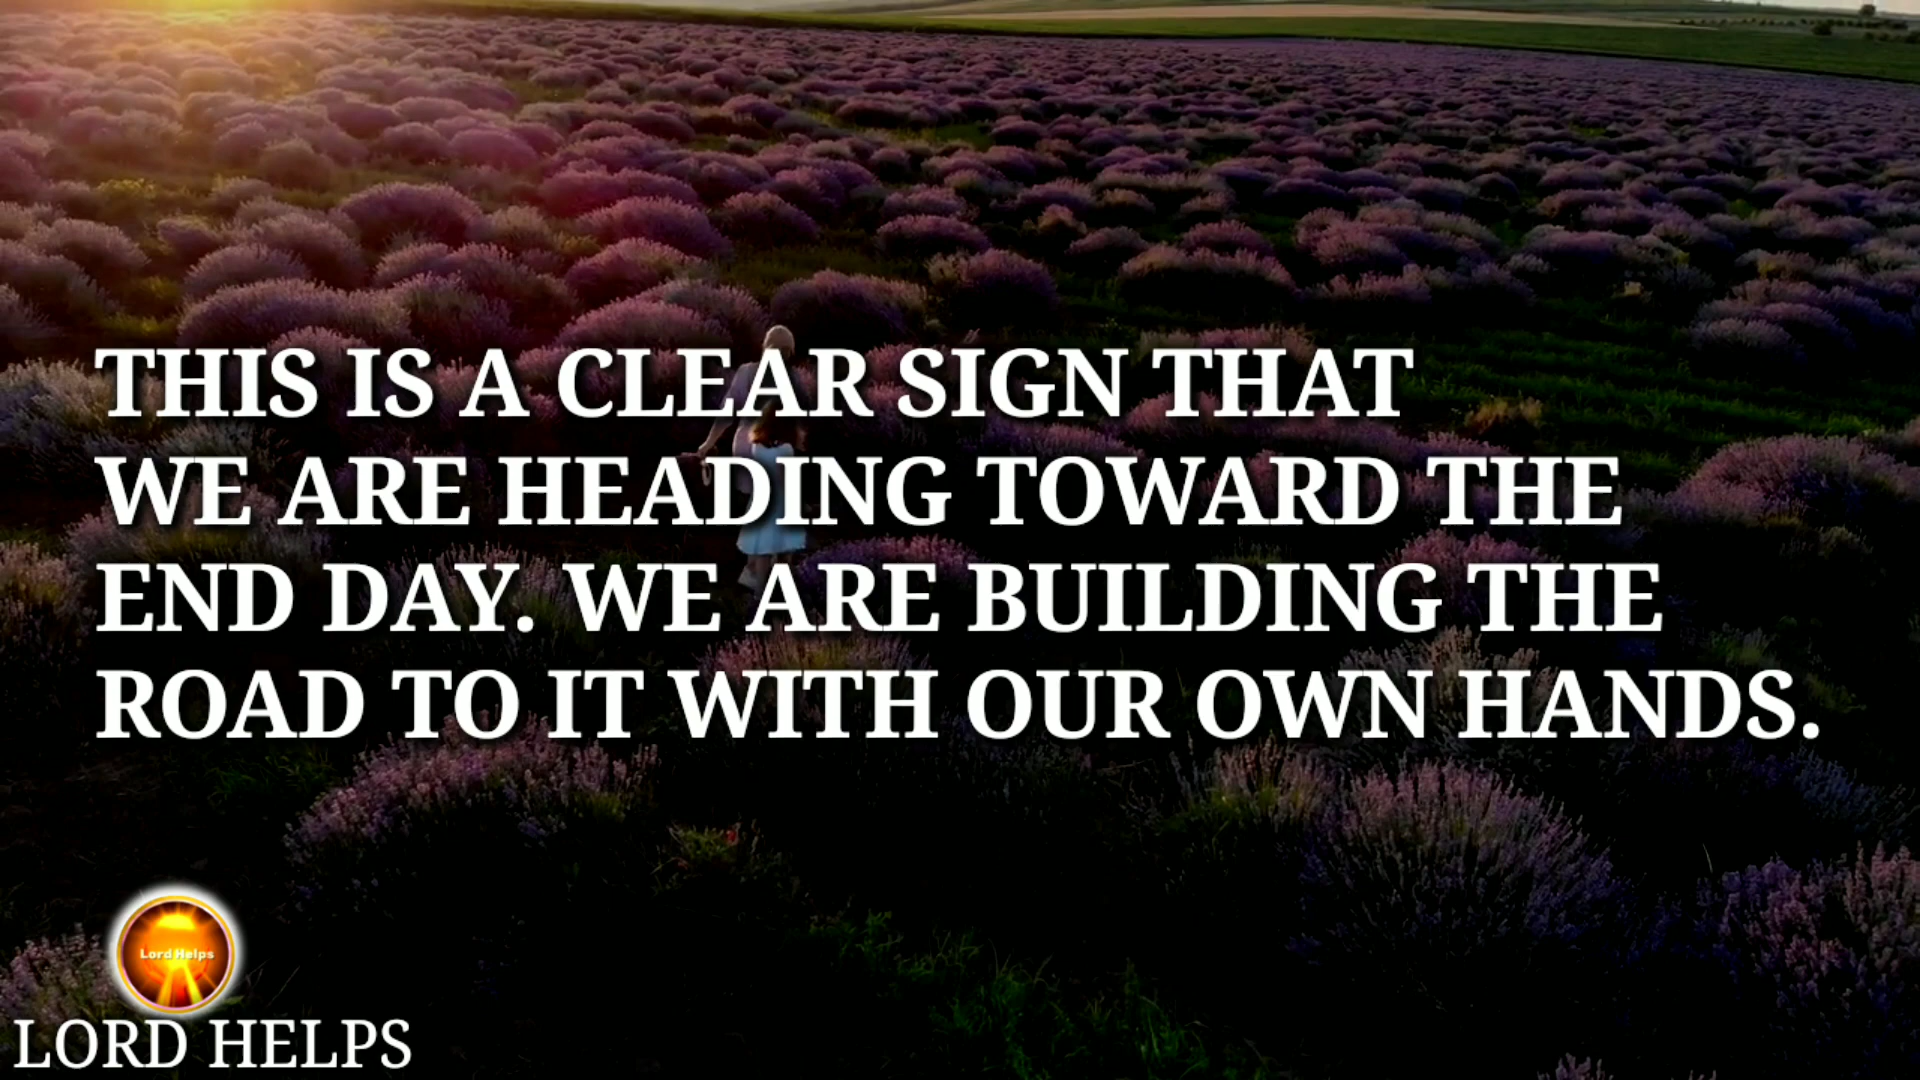 THIS IS A CLEAR SIGN THAT
WE ARE HEADING TOWARD THE
END DAY. WE ARE BUILDING THE
ROAD TO IT WITH OUR OWN HANDS.
Lord Helps
LORD HELPS